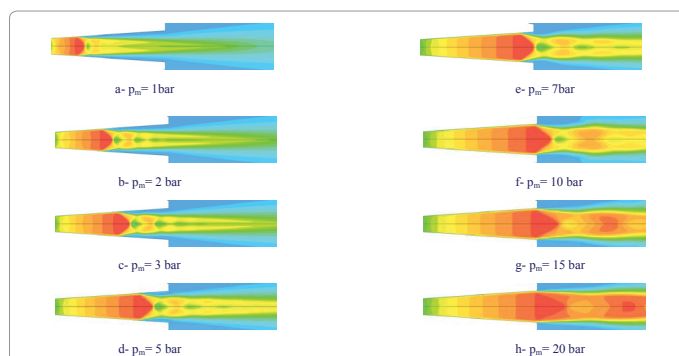 a- pm= 1bar
b- pm= 2 bar
c- pm= 3 bar
d- pm= 5 bar
e- pm= 7bar
f- pm= 10 bar
g- pm= 15 bar
h- pm= 20 bar